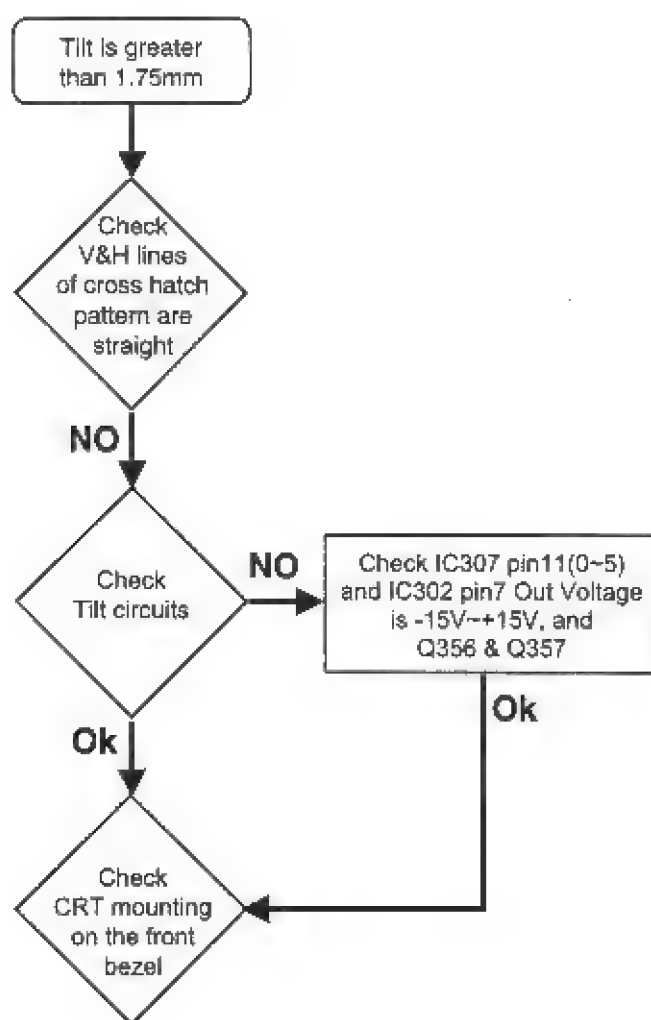 Tilt is greater
than 1.75mm
Check
V&H lines
of cross hatch
pattern are
straight
NO
Check
Tilt circuits
NO
Check IC307 pin11(0~5)
and IC302 pin7 Out Voltage
is -15V~+15V, and
Q356 & Q357
Ok
Ok
Check
CRT mounting
on the front
bezel